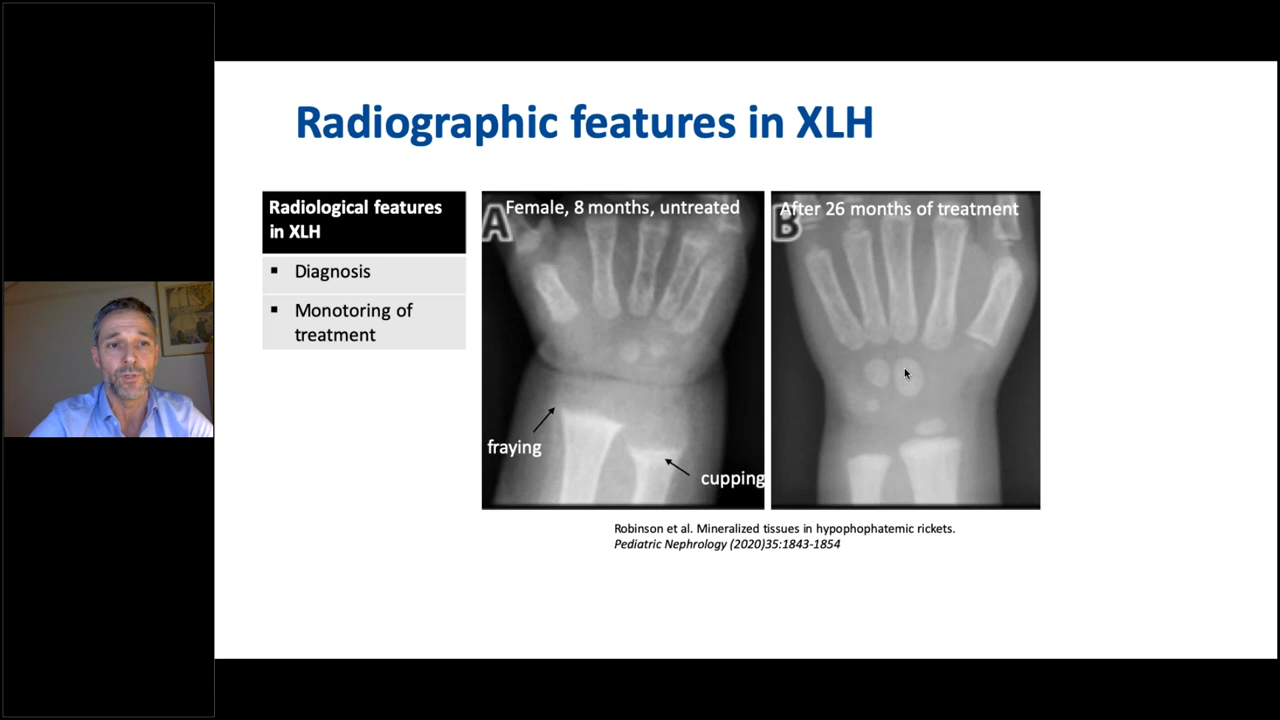 Radiographic features in XLH
Radiological features
in XLH
▪ Diagnosis
▪ Monotoring of
treatment
A
Female, 8 months, untreated
fraying
cupping
B
After 26 months of treatment
Robinson et al. Mineralized tissues in hypophophatemic rickets.
Pediatric Nephrology (2020)35:1843-1854